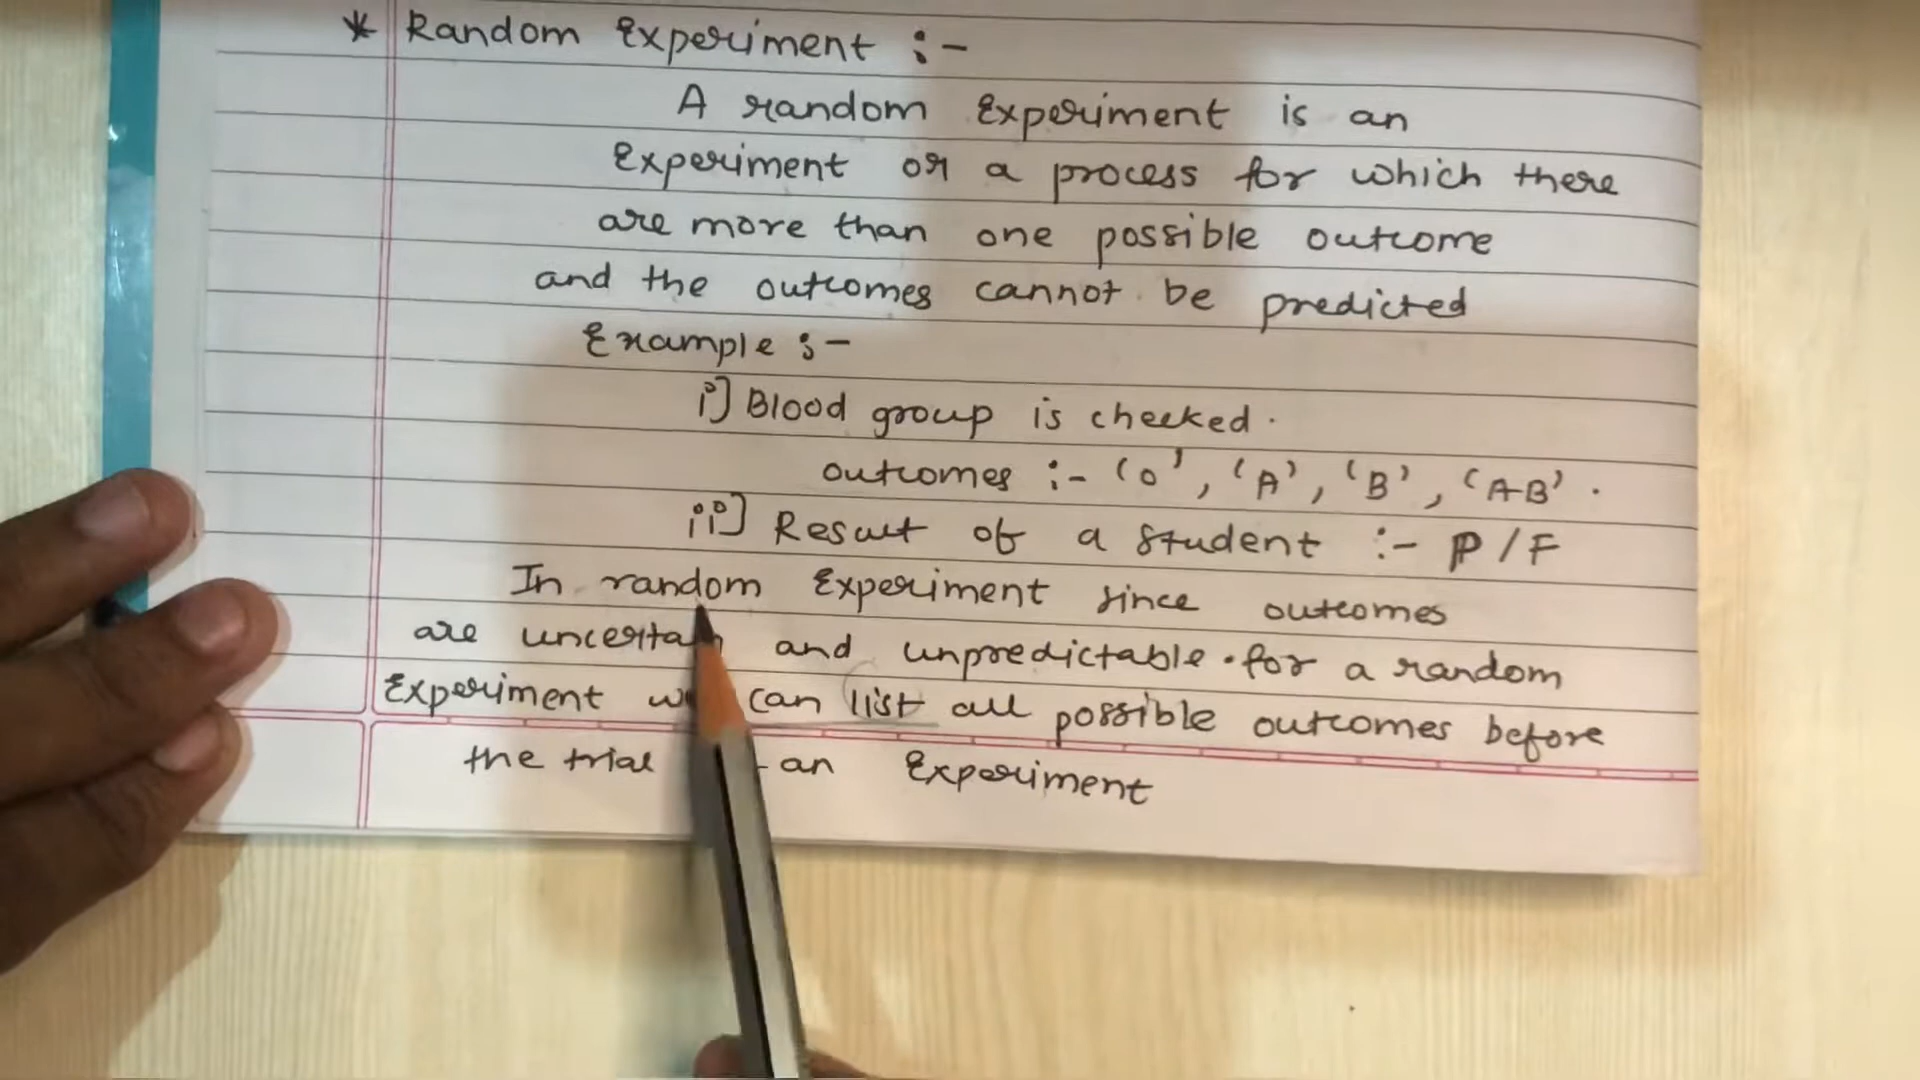 * Random Experiment :-
A random Experiment is an
Experiment or a process for which there
are more than one possible outcome
and the outcomes cannot be predicted
Example :-
i] Blood group is checked.
outcomes :- 'O', 'A', 'B', 'AB'.
ii] Result of a student :- P/F
In random Experiment since outcomes
are and unpredictable. for a random
Experiment can list all possible outcomes before
the trial an Experiment